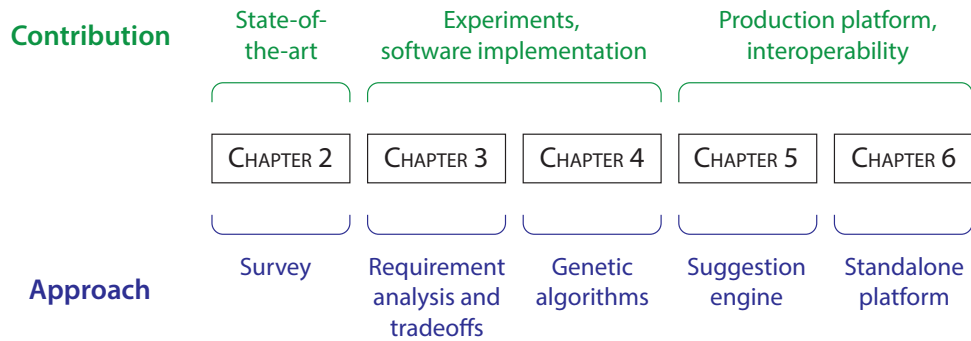 Contribution
State-of-
the-art
Experiments,
software implementation
Production platform,
interoperability
CHAPTER 2
CHAPTER 3
CHAPTER 4
CHAPTER 5
CHAPTER 6
Approach
Survey
Requirement
analysis and
tradeoffs
Genetic
algorithms
Suggestion
engine
Standalone
platform